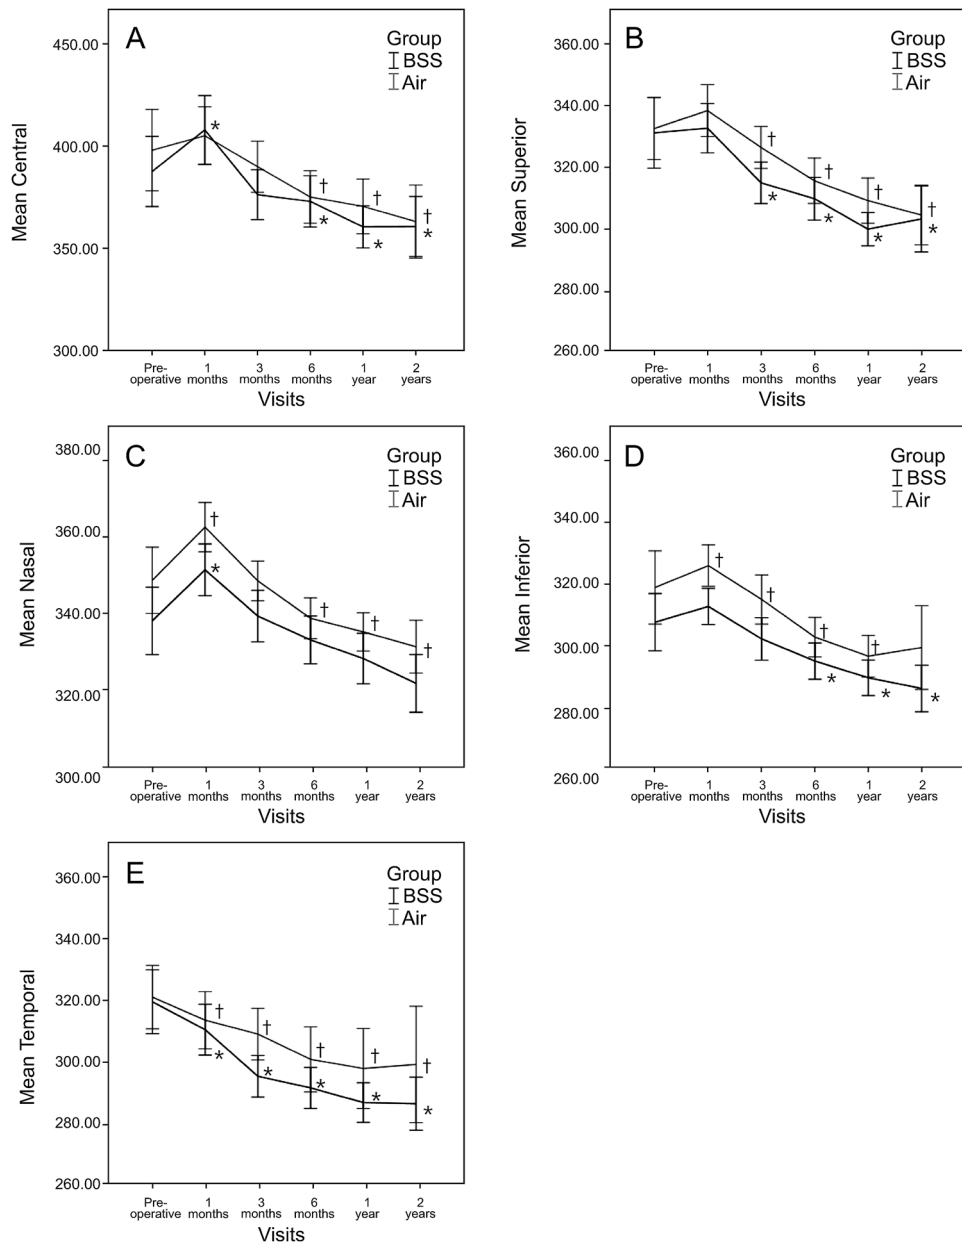 A
Group
BSS
Air
Mean Central
450.00
400.00
350.00
300.00
* † * † * † *
Pre-operative
1 months
3 months
6 months
1 year
2 years
Visits
B
Group
BSS
Air
Mean Superior
360.00
340.00
320.00
300.00
280.00
260.00
† * † * † * † *
Pre-operative
1 months
3 months
6 months
1 year
2 years
Visits
C
Group
BSS
Air
Mean Nasal
380.00
360.00
340.00
320.00
300.00
† * † † †
Pre-operative
1 months
3 months
6 months
1 year
2 years
Visits
D
Group
BSS
Air
Mean Inferior
360.00
340.00
320.00
300.00
280.00
260.00
† † † * † * *
Pre-operative
1 months
3 months
6 months
1 year
2 years
Visits
E
Group
BSS
Air
Mean Temporal
360.00
340.00
320.00
300.00
280.00
260.00
† * † * † * † * † *
Pre-operative
1 months
3 months
6 months
1 year
2 years
Visits